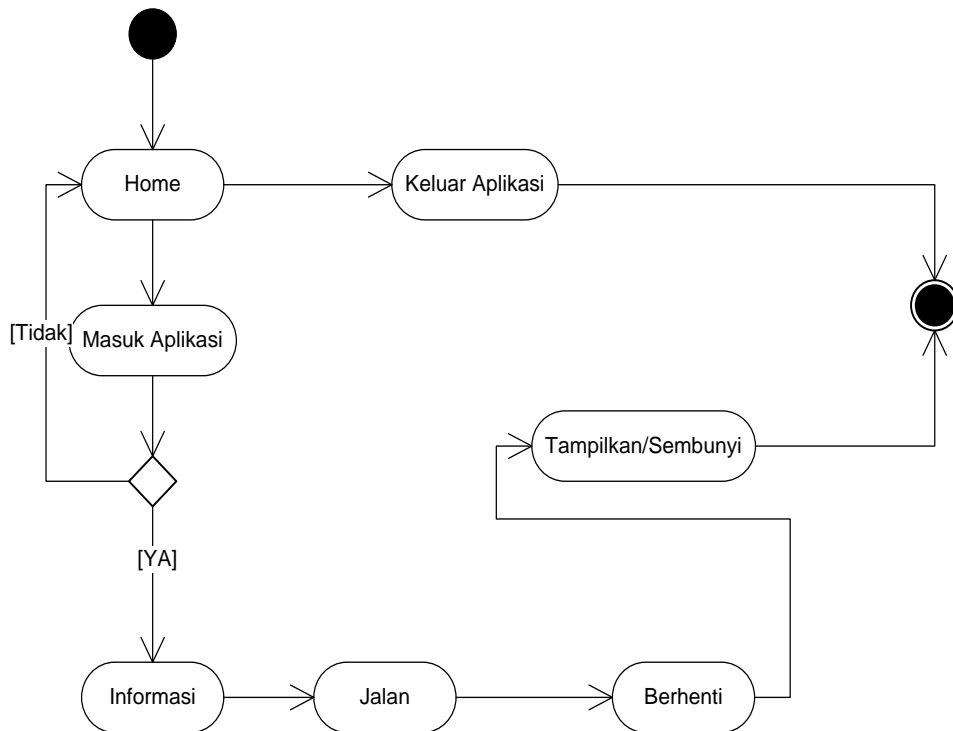 Home
Keluar Aplikasi
[Tidak]
Masuk Aplikasi
Tampilkan/Sembunyi
[YA]
Informasi
Jalan
Berhenti